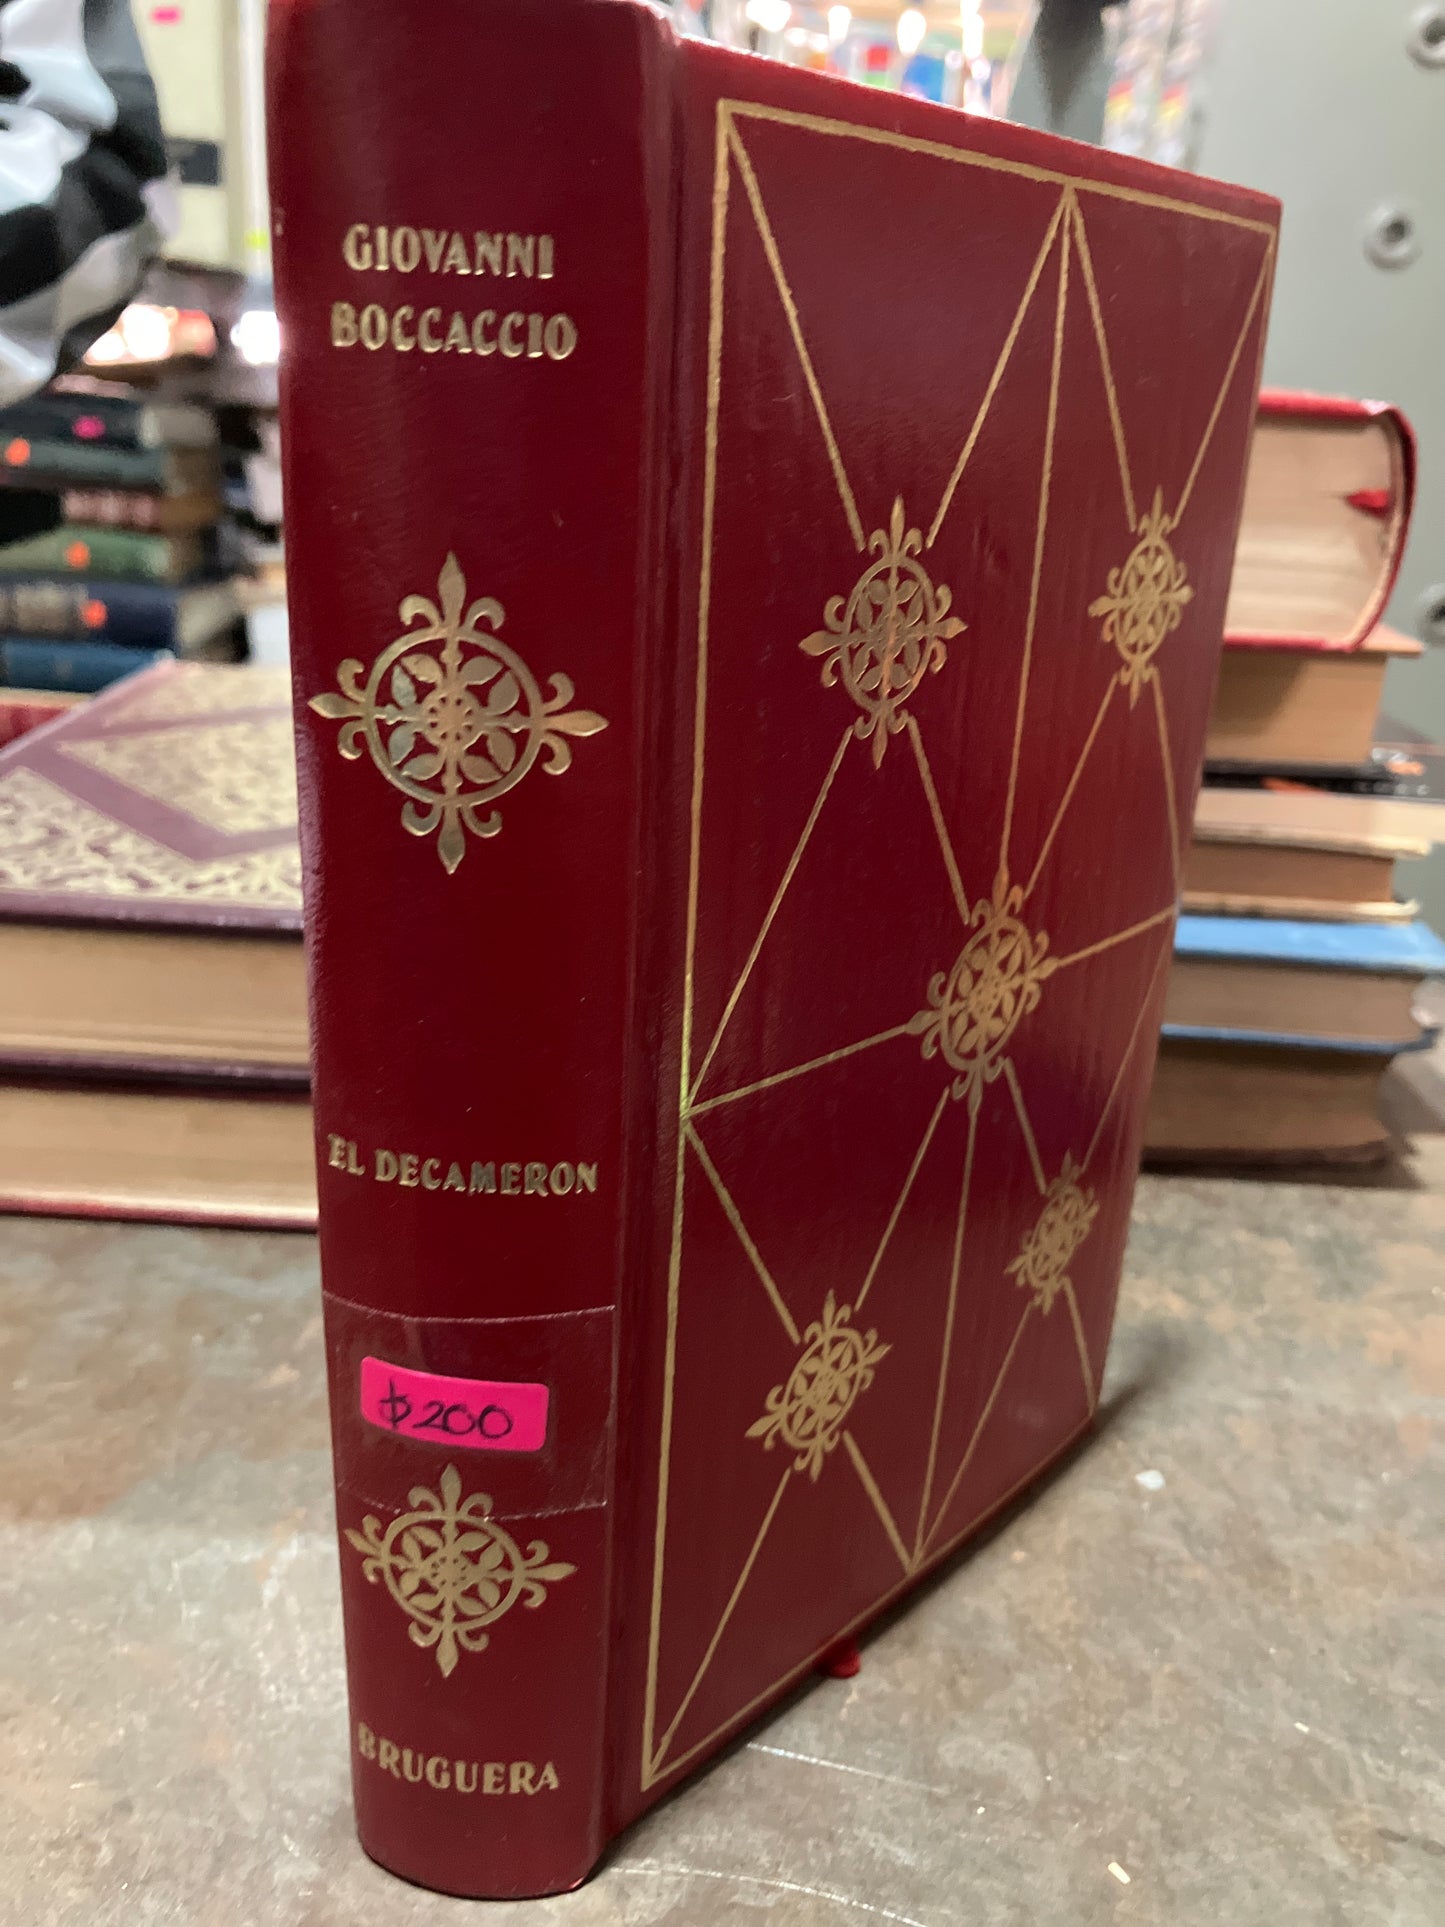 GIOVANNI
BOCCACCIO
EL DECAMERON
$200
BRUGUERA